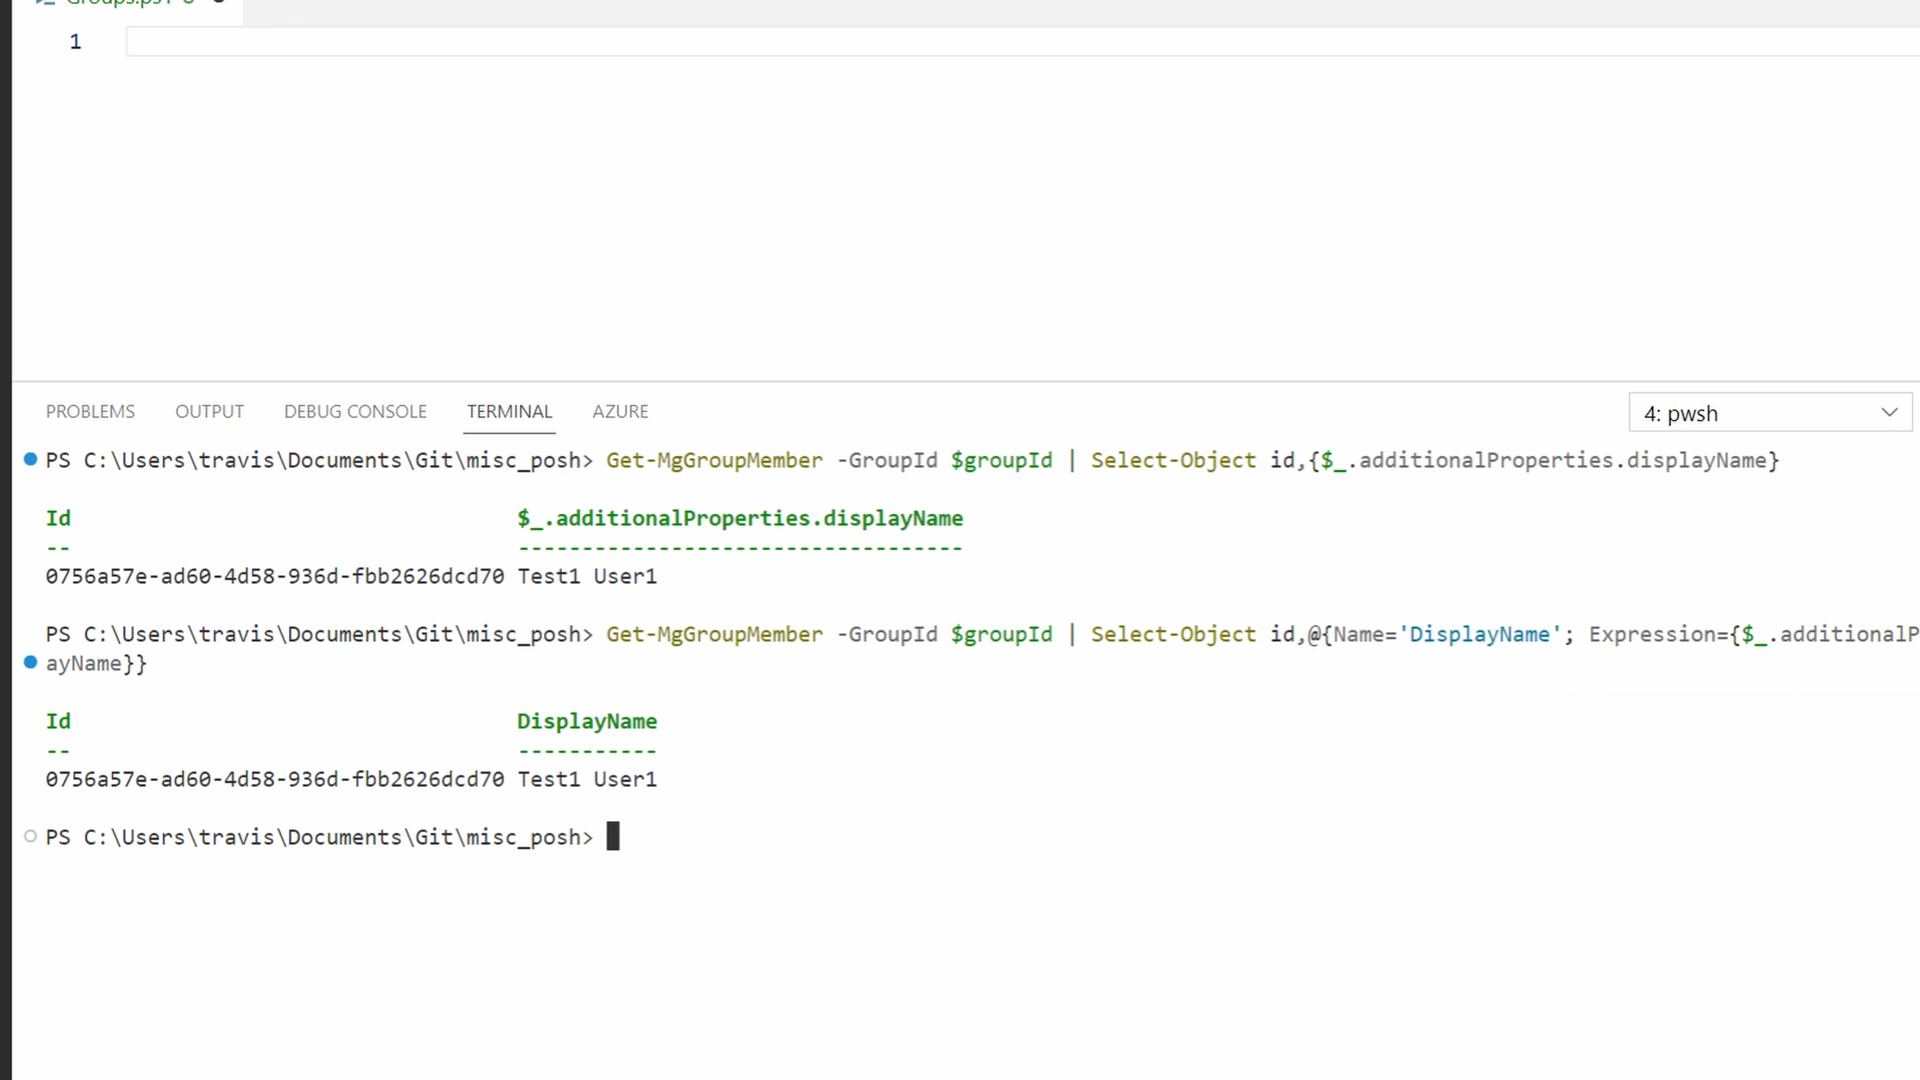 1
PROBLEMS OUTPUT DEBUG CONSOLE TERMINAL AZURE 4: pwsh
PS C:\Users\travis\Documents\Git\misc_posh> Get-MgGroupMember -GroupId $groupId | Select-Object id,{$_.additionalProperties.displayName}
Id $_.additionalProperties.displayName
-- -----------------------------------
0756a57e-ad60-4d58-936d-fbb2626dcd70 Test1 User1
PS C:\Users\travis\Documents\Git\misc_posh> Get-MgGroupMember -GroupId $groupId | Select-Object id,@{Name='DisplayName'; Expression={$_.additionalP
ayName}}
Id DisplayName
-- -----------
0756a57e-ad60-4d58-936d-fbb2626dcd70 Test1 User1
PS C:\Users\travis\Documents\Git\misc_posh>